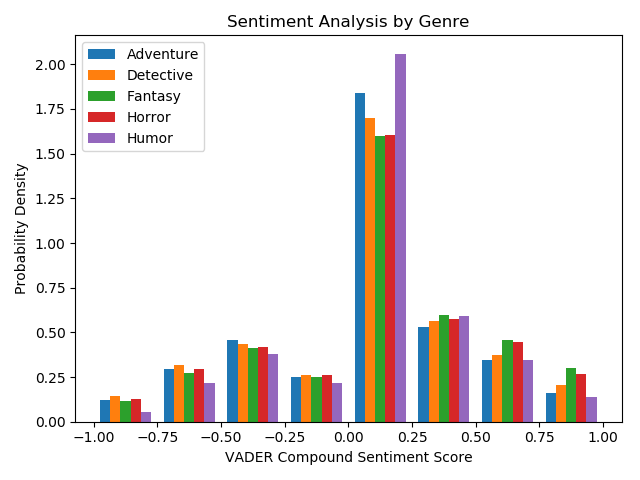 Sentiment Analysis by Genre
Adventure
Detective
Fantasy
Horror
Humor
Probability Density
2.00
1.75
1.50
1.25
1.00
0.75
0.50
0.25
0.00
−1.00 −0.75 −0.50 −0.25 0.00 0.25 0.50 0.75 1.00
VADER Compound Sentiment Score